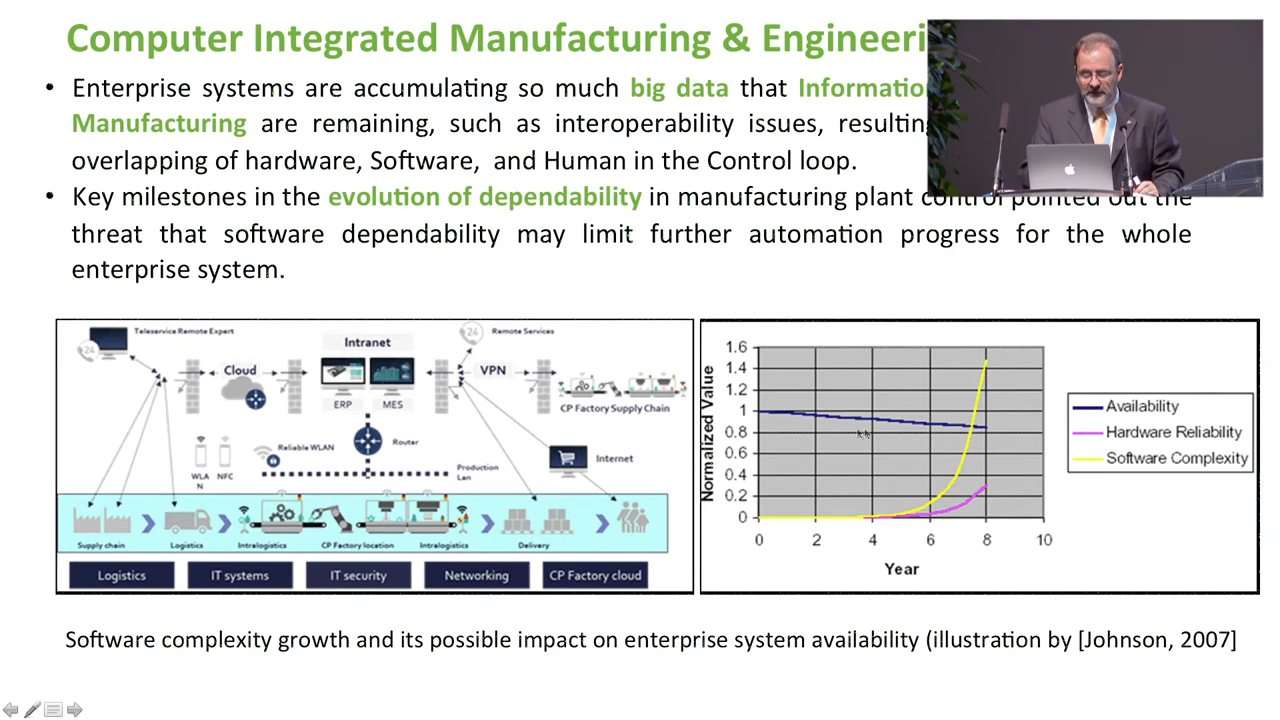 Computer Integrated Manufacturing & Engineeri
• Enterprise systems are accumulating so much big data that Informatio
Manufacturing are remaining, such as interoperability issues, resulting
overlapping of hardware, Software, and Human in the Control loop.
• Key milestones in the evolution of dependability in manufacturing plant control pointed out the
threat that software dependability may limit further automation progress for the whole
enterprise system.
Teleservice Remote Expert
24
Cloud
Intranet
ERP
MES
24
Remote Services
VPN
CP Factory Supply Chain
WLA
N
NFC
Reliable WLAN
Router
Production
Lan
Internet
Supply chain
Logistics
Intralogistics
CP Factory location
Intralogistics
Delivery
Logistics
IT systems
IT security
Networking
CP Factory cloud
Normalized Value
1.6
1.4
1.2
1
0.8
0.6
0.4
0.2
0
0 2 4 6 8 10
Year
Availability
Hardware Reliability
Software Complexity
Software complexity growth and its possible impact on enterprise system availability (illustration by [Johnson, 2007]